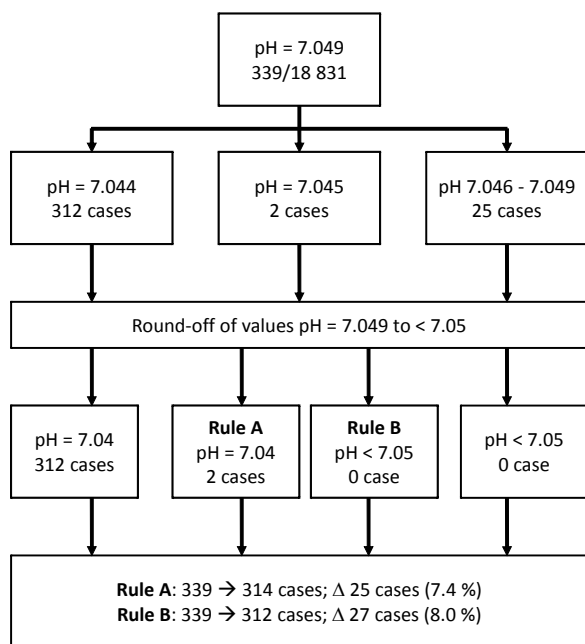 pH = 7.049
339/18 831
pH = 7.044
312 cases
pH = 7.045
2 cases
pH 7.046 - 7.049
25 cases
Round-off of values pH = 7.049 to < 7.05
pH = 7.04
312 cases
Rule A
pH = 7.04
2 cases
Rule B
pH < 7.05
0 case
pH < 7.05
0 case
Rule A: 339 → 314 cases; Δ 25 cases (7.4 %)
Rule B: 339 → 312 cases; Δ 27 cases (8.0 %)